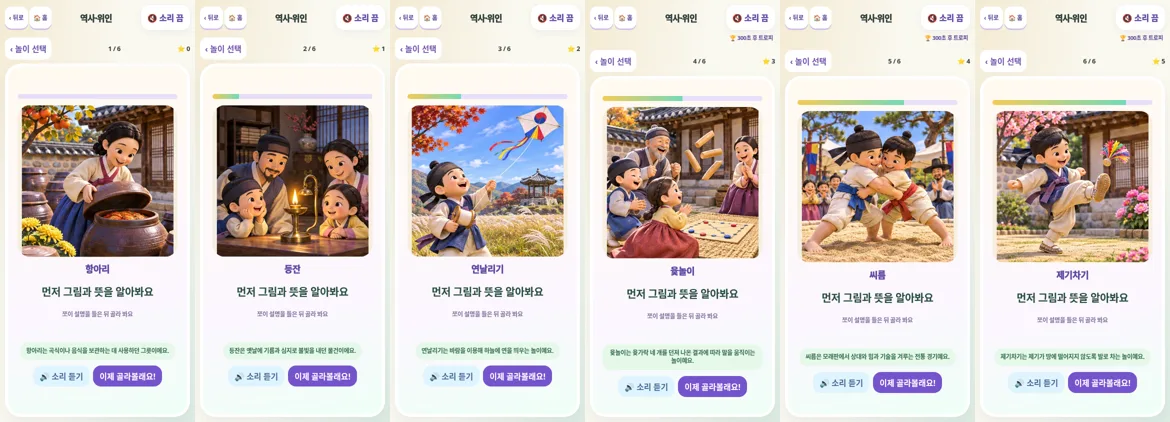 ‹ 뒤로 🏠 홈 역사·위인 🔇 소리 끔
‹ 놀이 선택 1 / 6 ⭐ 0
항아리
먼저 그림과 뜻을 알아봐요
쪼이 설명을 들은 뒤 골라 봐요
항아리는 곡식이나 음식을 보관하는 데 사용하던 그릇이에요.
🔊 소리 듣기 이제 골라볼래요!
‹ 뒤로 🏠 홈 역사·위인 🔇 소리 끔
‹ 놀이 선택 2 / 6 ⭐ 1
등잔
먼저 그림과 뜻을 알아봐요
쪼이 설명을 들은 뒤 골라 봐요
등잔은 옛날에 기름과 심지로 불빛을 내던 물건이에요.
🔊 소리 듣기 이제 골라볼래요!
‹ 뒤로 🏠 홈 역사·위인 🔇 소리 끔
‹ 놀이 선택 3 / 6 ⭐ 2
연날리기
먼저 그림과 뜻을 알아봐요
쪼이 설명을 들은 뒤 골라 봐요
연날리기는 바람을 이용해 하늘에 연을 띄우는 놀이예요.
🔊 소리 듣기 이제 골라볼래요!
‹ 뒤로 🏠 홈 역사·위인 🔇 소리 끔
🏆 300초 후 트로피
‹ 놀이 선택 4 / 6 ⭐ 3
윷놀이
먼저 그림과 뜻을 알아봐요
쪼이 설명을 들은 뒤 골라 봐요
윷놀이는 윷가락 네 개를 던져 나온 결과에 따라 말을 움직이는
놀이예요.
🔊 소리 듣기 이제 골라볼래요!
‹ 뒤로 🏠 홈 역사·위인 🔇 소리 끔
🏆 300초 후 트로피
‹ 놀이 선택 5 / 6 ⭐ 4
씨름
먼저 그림과 뜻을 알아봐요
쪼이 설명을 들은 뒤 골라 봐요
씨름은 모래판에서 상대와 힘과 기술을 겨루는 전통 경기예요.
🔊 소리 듣기 이제 골라볼래요!
‹ 뒤로 🏠 홈 역사·위인 🔇 소리 끔
🏆 300초 후 트로피
‹ 놀이 선택 6 / 6 ⭐ 5
제기차기
먼저 그림과 뜻을 알아봐요
쪼이 설명을 들은 뒤 골라 봐요
제기차기는 제기가 땅에 떨어지지 않도록 발로 차는 놀이예요.
🔊 소리 듣기 이제 골라볼래요!